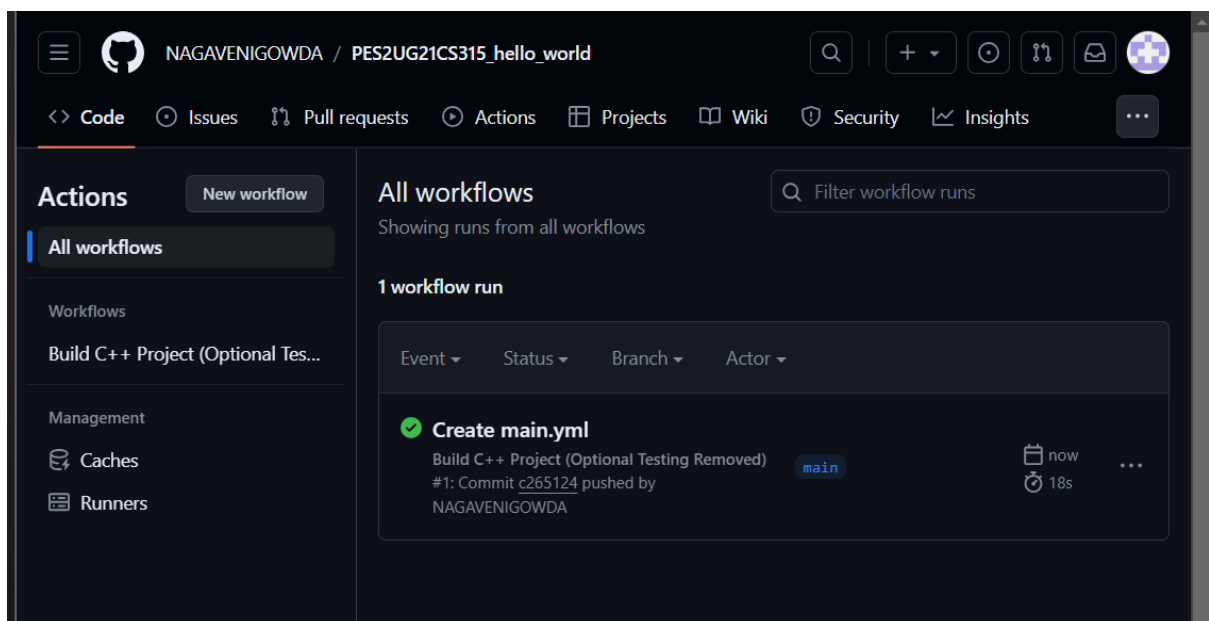 NAGAVENIGOWDA / PES2UG21CS315_hello_world
Code Issues Pull requests Actions Projects Wiki Security Insights
Actions
New workflow
All workflows
Workflows
Build C++ Project (Optional Tes...
Management
Caches
Runners
All workflows
Showing runs from all workflows
Filter workflow runs
1 workflow run
Event Status Branch Actor
Create main.yml
Build C++ Project (Optional Testing Removed)
#1: Commit c265124 pushed by
NAGAVENIGOWDA
main
now
18s